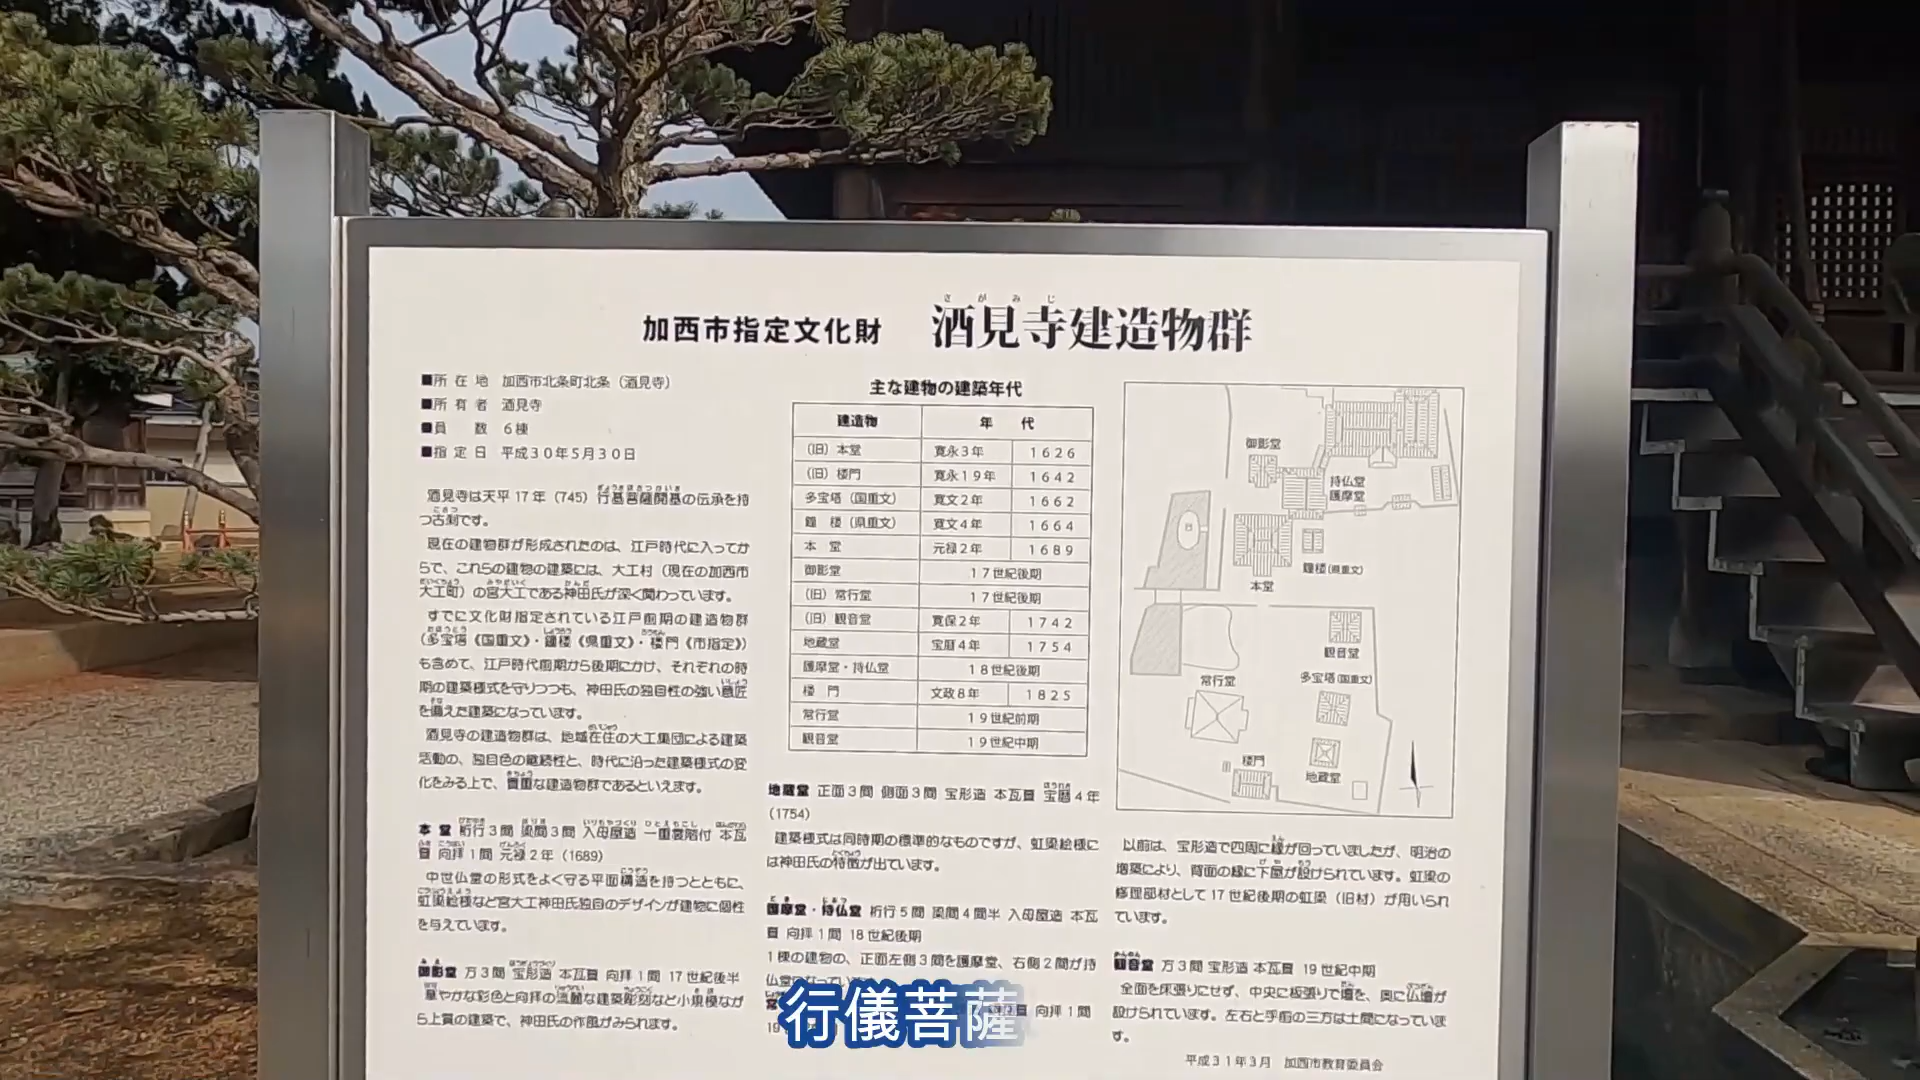 さがみじ
加西市指定文化財 酒見寺建造物群
■所在地 加西市北条町北条（酒見寺）
■所有者 酒見寺
■員数 6棟
■指定日 平成30年5月30日
酒見寺は天平17年（745）行基菩薩開基の伝承を持
つ古刹です。
現在の建物群が形成されたのは、江戸時代に入ってか
らで、これらの建物の建築には、大工村（現在の加西市
大工町）の宮大工である神田氏が深く関わっています。
すでに文化財指定されている江戸前期の建造物群
（多宝塔《国重文》・鐘楼《県重文》・楼門《市指定》）
も含めて、江戸時代前期から後期にかけ、それぞれの時
期の建築様式を守りつつも、神田氏の独自性の強い意匠
を備えた建築になっています。
酒見寺の建造物群は、地域在住の大工集団による建築
活動の、独自色の継続性と、時代に沿った建築様式の変
化をみる上で、貴重な建造物群であるといえます。
本堂 桁行3間 梁間3間 入母屋造 一重裳階付 本瓦
葺 向拝1間 元禄2年（1689）
中世仏堂の形式をよく守る平面構造を持つとともに、
虹梁絵様など宮大工神田氏独自のデザインが建物に個性
を与えています。
御影堂 方3間 宝形造 本瓦葺 向拝1間 17世紀後半
華やかな彩色と向拝の流麗な建築彫刻など小規模なが
ら上質の建築で、神田氏の作風がみられます。
主な建物の建築年代
建造物 年代
（旧）本堂 寛永3年 1626
（旧）楼門 寛永19年 1642
多宝塔（国重文） 寛文2年 1662
鐘楼（県重文） 寛文4年 1664
本堂 元禄2年 1689
御影堂 17世紀後期
（旧）常行堂 17世紀後期
（旧）観音堂 寛保2年 1742
地蔵堂 宝暦4年 1754
護摩堂・持仏堂 18世紀後期
楼門 文政8年 1825
常行堂 19世紀前期
観音堂 19世紀中期
地蔵堂 正面3間 側面3間 宝形造 本瓦葺 宝暦4年
（1754）
建築様式は同時期の標準的なものですが、虹梁絵様に
は神田氏の特徴が出ています。
護摩堂・持仏堂 桁行5間 梁間4間半 入母屋造 本瓦
葺 向拝1間 18世紀後期
1棟の建物の、正面左側3間を護摩堂、右側2間が持
仏堂となってい
常 葺 向拝1間
19
御影堂
持仏堂
護摩堂
鐘楼（県重文）
本堂
観音堂
多宝塔（国重文）
常行堂
楼門
地蔵堂
以前は、宝形造で四周に縁が回っていましたが、明治の
増築により、背面の縁に下屋が設けられています。虹梁の
修理部材として17世紀後期の虹梁（旧材）が用いられ
ています。
観音堂 方3間 宝形造 本瓦葺 19世紀中期
全面を床張りにせず、中央に板張りで壇を、奥に仏壇が
設けられています。左右と手前の三方は土間になっていま
す。
平成31年3月 加西市教育委員会
行儀菩薩